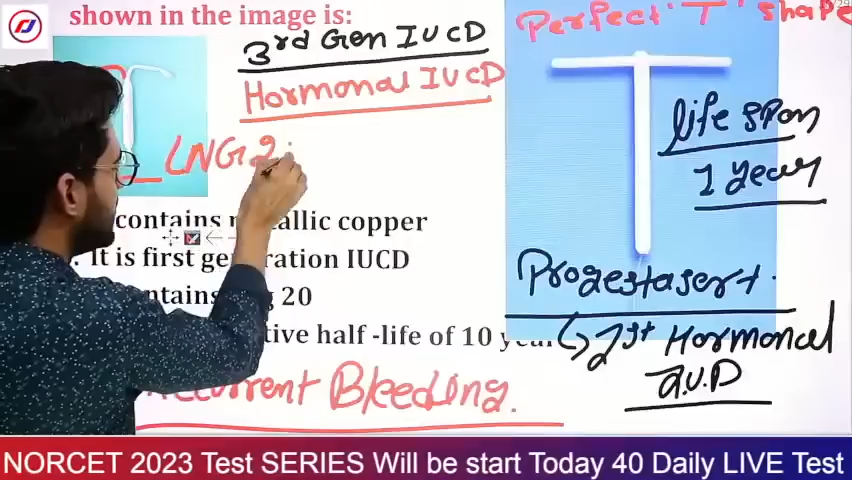 shown in the image is:
Perfect 'T' shape
3rd Gen IUCD
Hormonal IUCD
LNG 2
life span
1 year
contains metallic copper
It is first generation IUCD
ntains 20
tive half -life of 10 year
Progestasert
1st Hormonal
I.U.D
current Bleeding.
NORCET 2023 Test SERIES Will be start Today 40 Daily LIVE Test